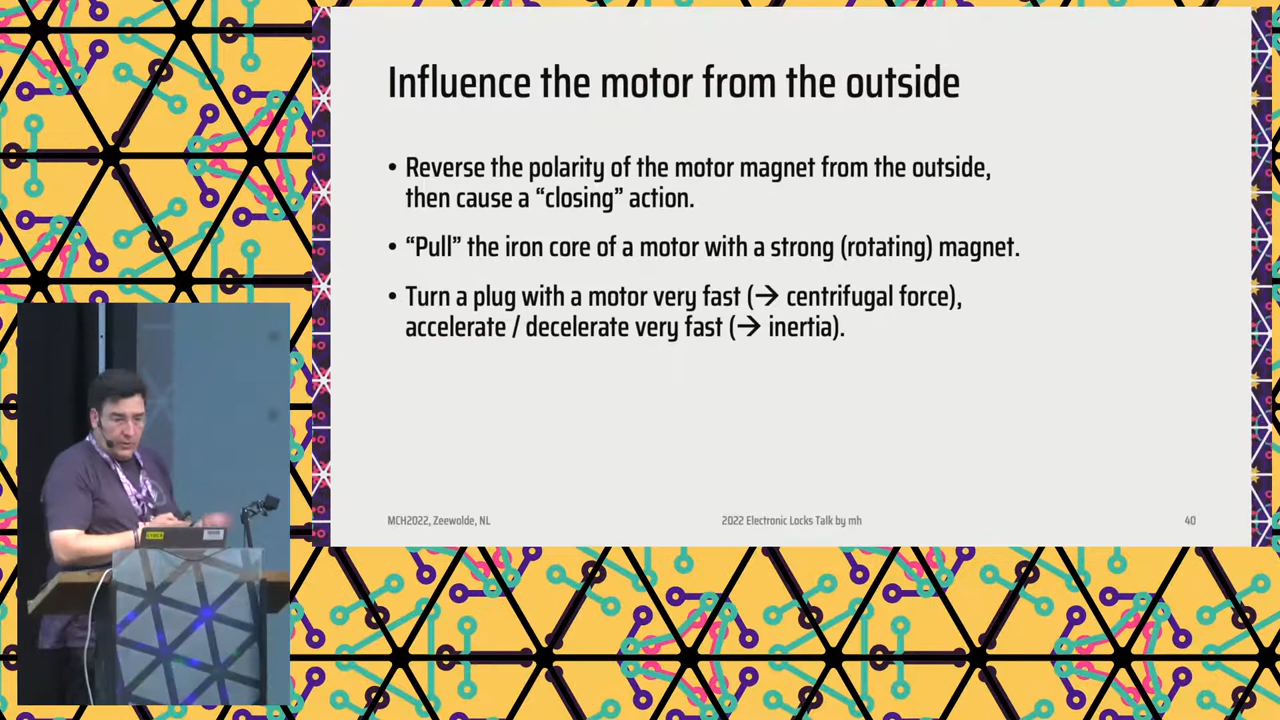 Influence the motor from the outside
• Reverse the polarity of the motor magnet from the outside,
then cause a “closing” action.
• “Pull” the iron core of a motor with a strong (rotating) magnet.
• Turn a plug with a motor very fast (→ centrifugal force),
accelerate / decelerate very fast (→ inertia).
MCH2022, Zeewolde, NL
2022 Electronic Locks Talk by mh
40